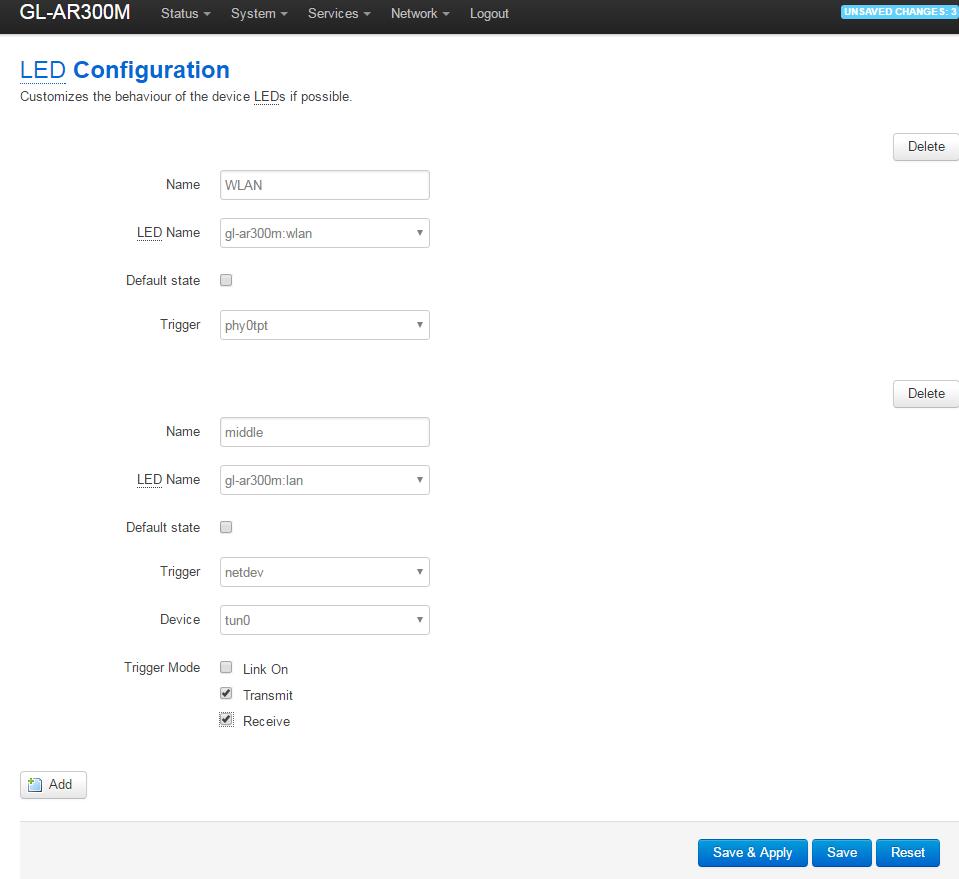 GL-AR300M Status System Services Network Logout UNSAVED CHANGES: 3
LED Configuration
Customizes the behaviour of the device LEDs if possible.
Delete
Name WLAN
LED Name gl-ar300m:wlan
Default state
Trigger phy0tpt
Delete
Name middle
LED Name gl-ar300m:lan
Default state
Trigger netdev
Device tun0
Trigger Mode Link On
Transmit
Receive
Add
Save & Apply Save Reset